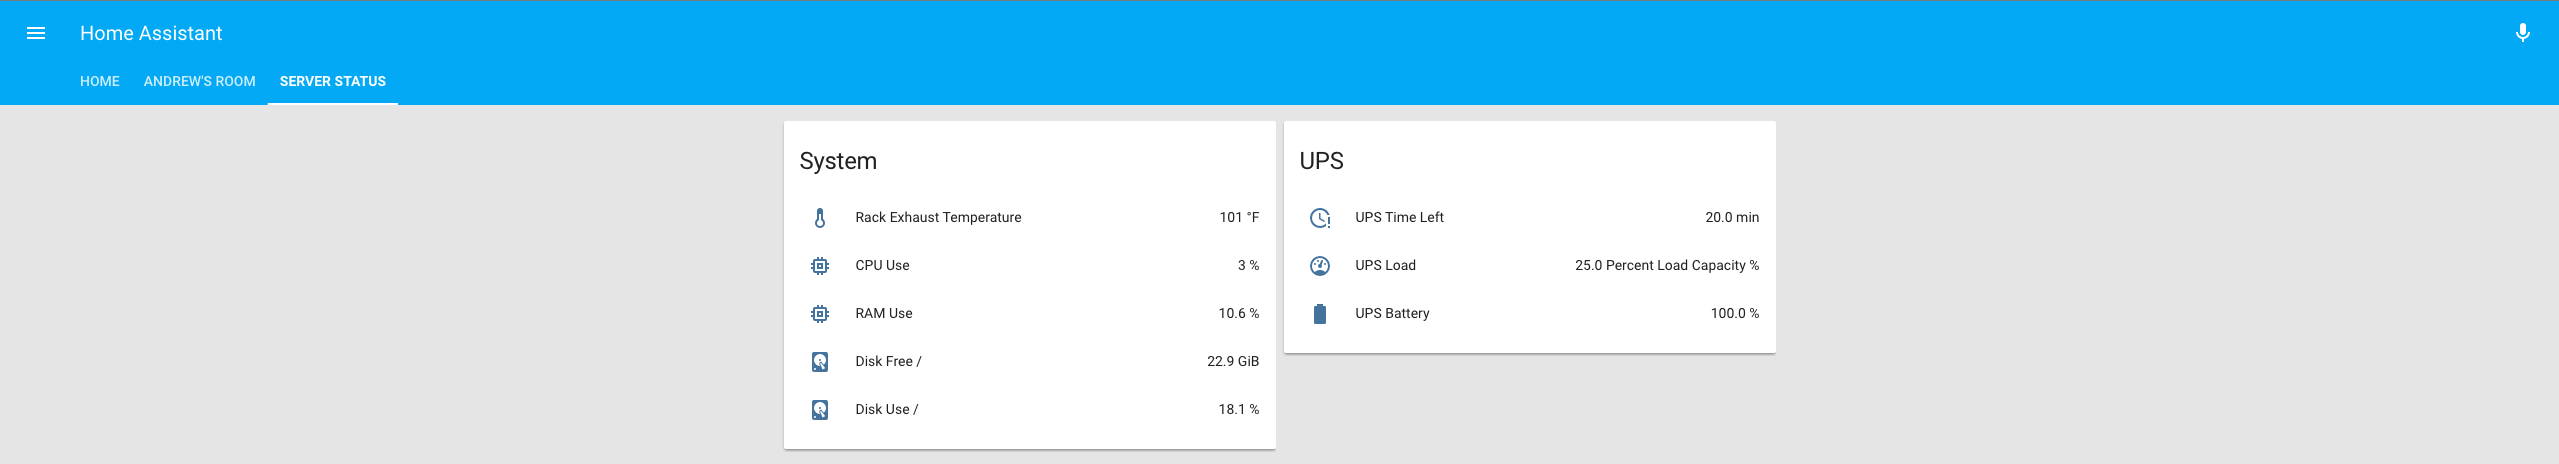 Home Assistant
HOME ANDREW'S ROOM SERVER STATUS
System
Rack Exhaust Temperature 101 °F
CPU Use 3 %
RAM Use 10.6 %
Disk Free / 22.9 GiB
Disk Use / 18.1 %
UPS
UPS Time Left 20.0 min
UPS Load 25.0 Percent Load Capacity %
UPS Battery 100.0 %